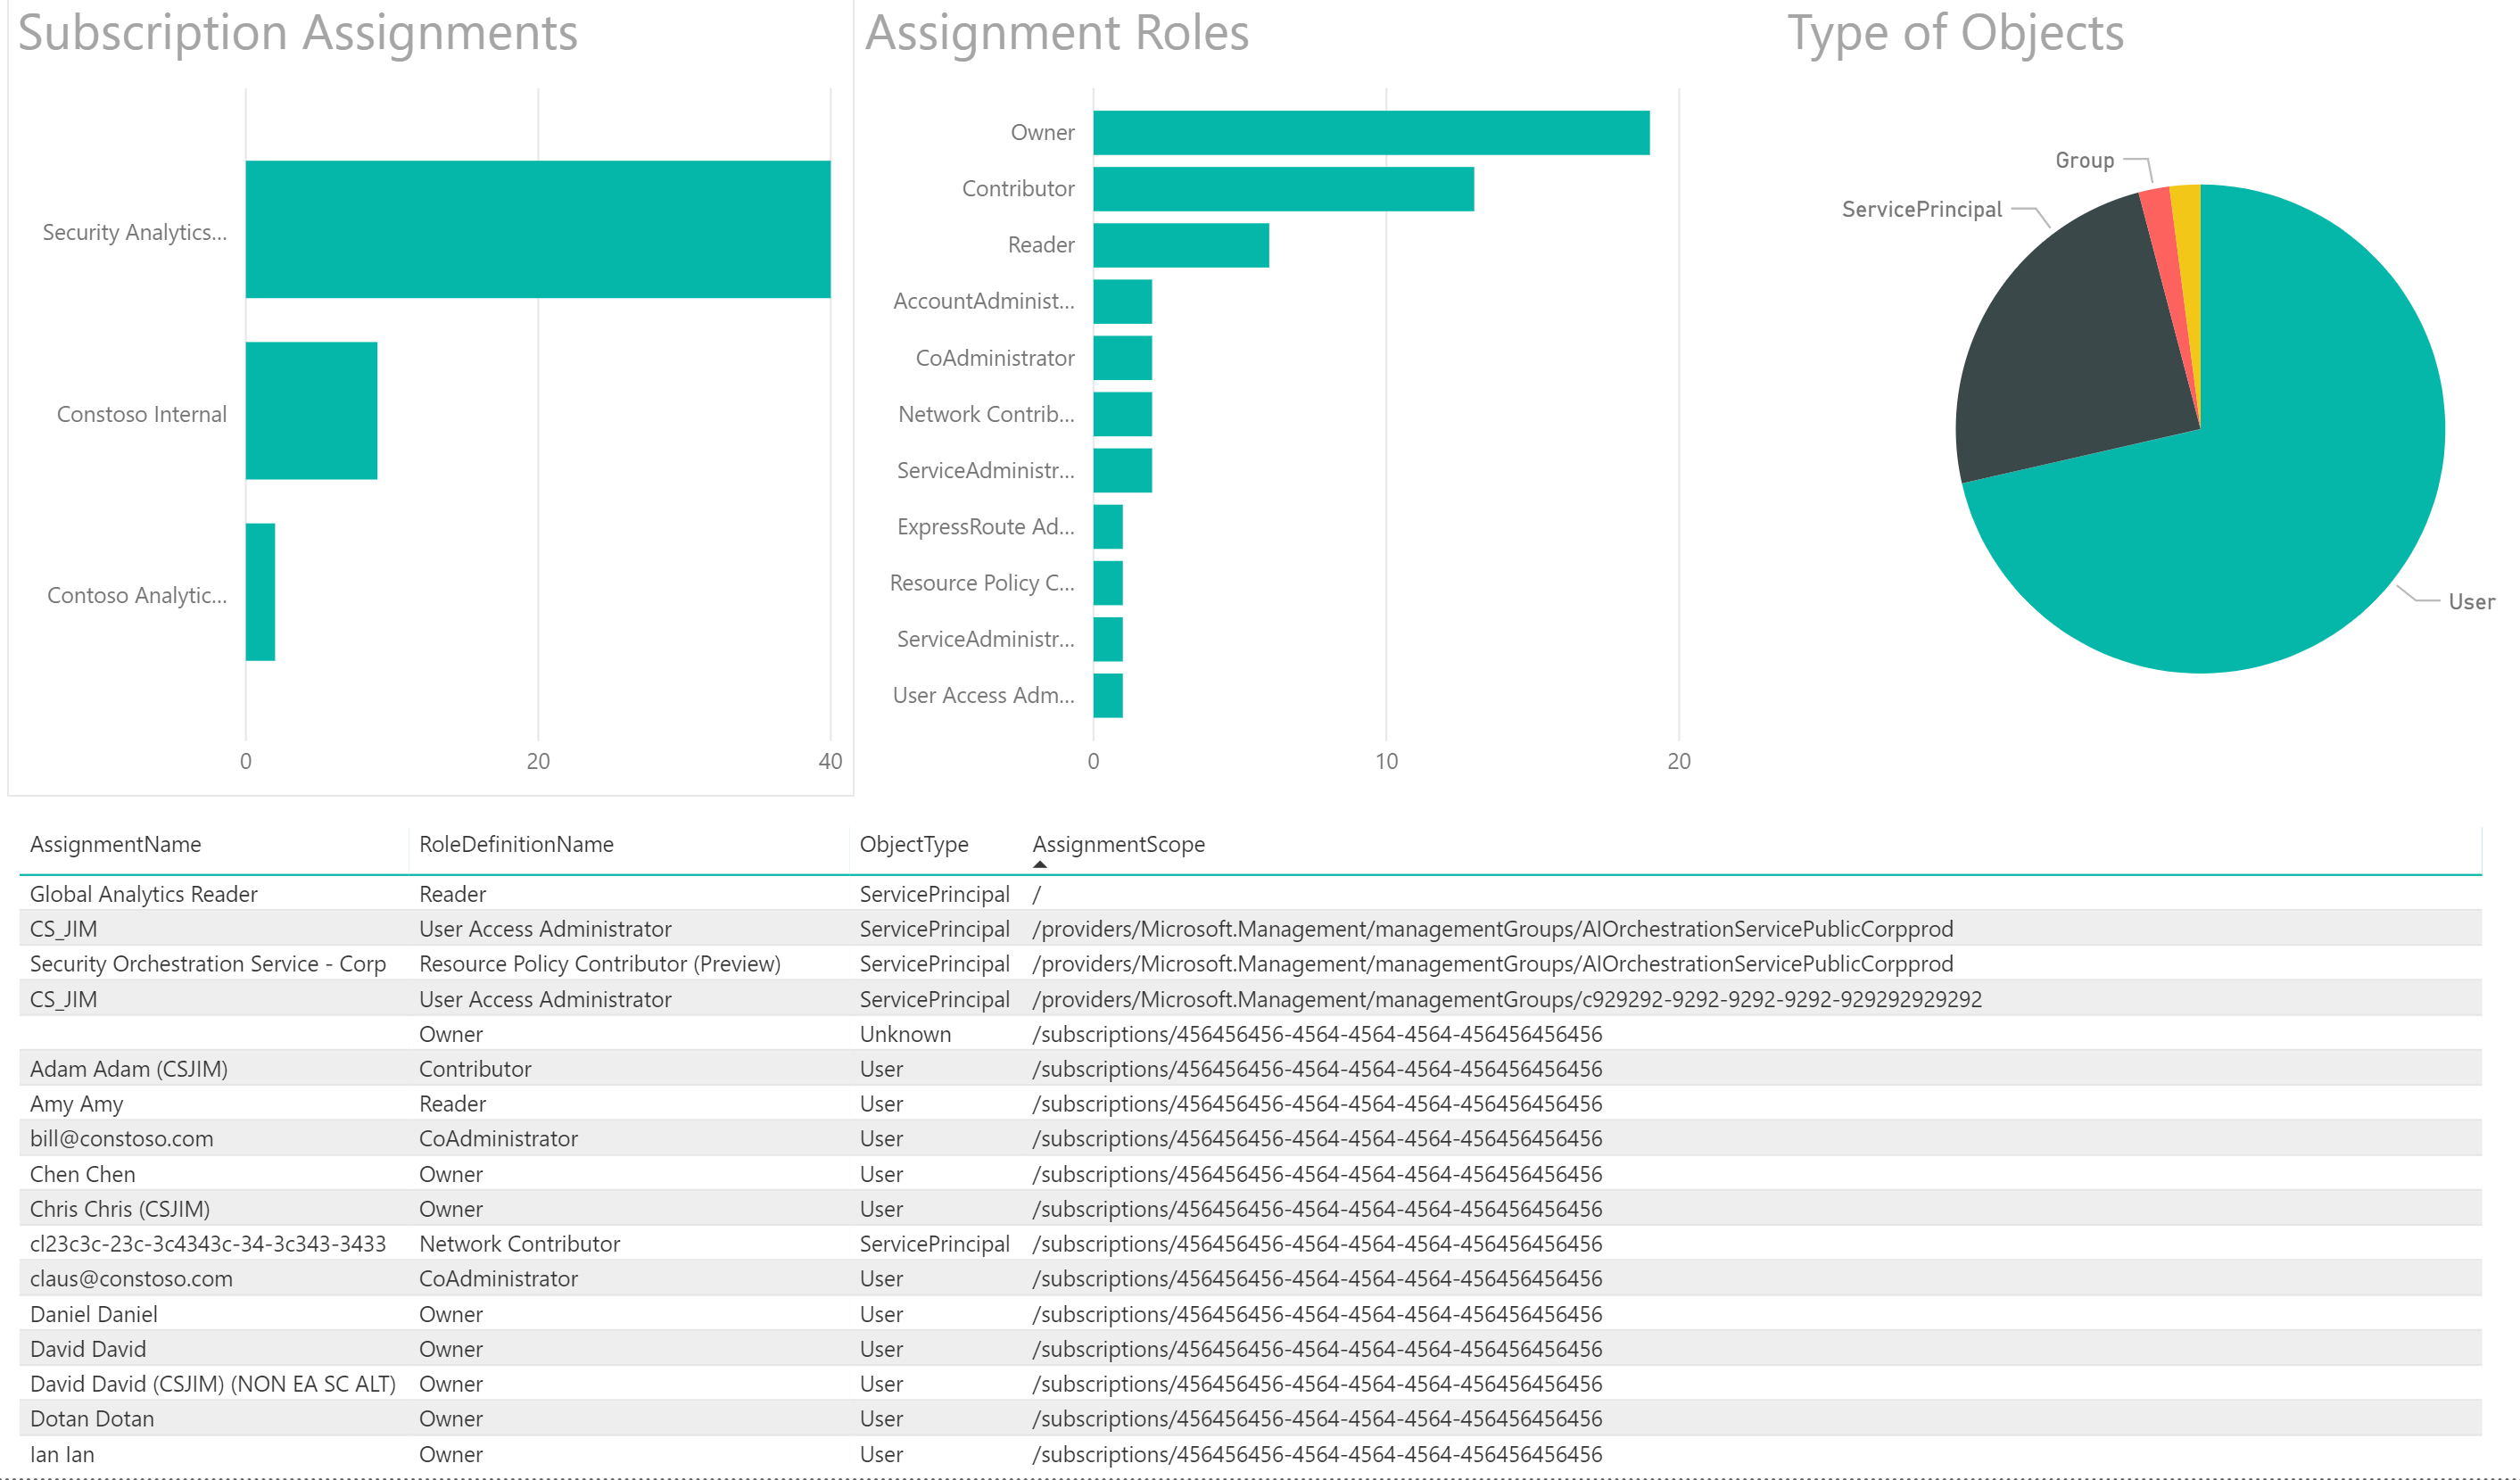 Subscription Assignments
Security Analytics...
Constoso Internal
Contoso Analytic...
0 20 40
Assignment Roles
Owner
Contributor
Reader
AccountAdminist...
CoAdministrator
Network Contrib...
ServiceAdministr...
ExpressRoute Ad...
Resource Policy C...
ServiceAdministr...
User Access Adm...
0 10 20
Type of Objects
Group
ServicePrincipal
User
AssignmentName RoleDefinitionName ObjectType AssignmentScope
Global Analytics Reader Reader ServicePrincipal /
CS_JIM User Access Administrator ServicePrincipal /providers/Microsoft.Management/managementGroups/AIOrchestrationServicePublicCorpprod
Security Orchestration Service - Corp Resource Policy Contributor (Preview) ServicePrincipal /providers/Microsoft.Management/managementGroups/AIOrchestrationServicePublicCorpprod
CS_JIM User Access Administrator ServicePrincipal /providers/Microsoft.Management/managementGroups/c929292-9292-9292-9292-929292929292
Owner Unknown /subscriptions/456456456-4564-4564-4564-456456456456
Adam Adam (CSJIM) Contributor User /subscriptions/456456456-4564-4564-4564-456456456456
Amy Amy Reader User /subscriptions/456456456-4564-4564-4564-456456456456
bill@constoso.com CoAdministrator User /subscriptions/456456456-4564-4564-4564-456456456456
Chen Chen Owner User /subscriptions/456456456-4564-4564-4564-456456456456
Chris Chris (CSJIM) Owner User /subscriptions/456456456-4564-4564-4564-456456456456
cl23c3c-23c-3c4343c-34-3c343-3433 Network Contributor ServicePrincipal /subscriptions/456456456-4564-4564-4564-456456456456
claus@constoso.com CoAdministrator User /subscriptions/456456456-4564-4564-4564-456456456456
Daniel Daniel Owner User /subscriptions/456456456-4564-4564-4564-456456456456
David David Owner User /subscriptions/456456456-4564-4564-4564-456456456456
David David (CSJIM) (NON EA SC ALT) Owner User /subscriptions/456456456-4564-4564-4564-456456456456
Dotan Dotan Owner User /subscriptions/456456456-4564-4564-4564-456456456456
Ian Ian Owner User /subscriptions/456456456-4564-4564-4564-456456456456